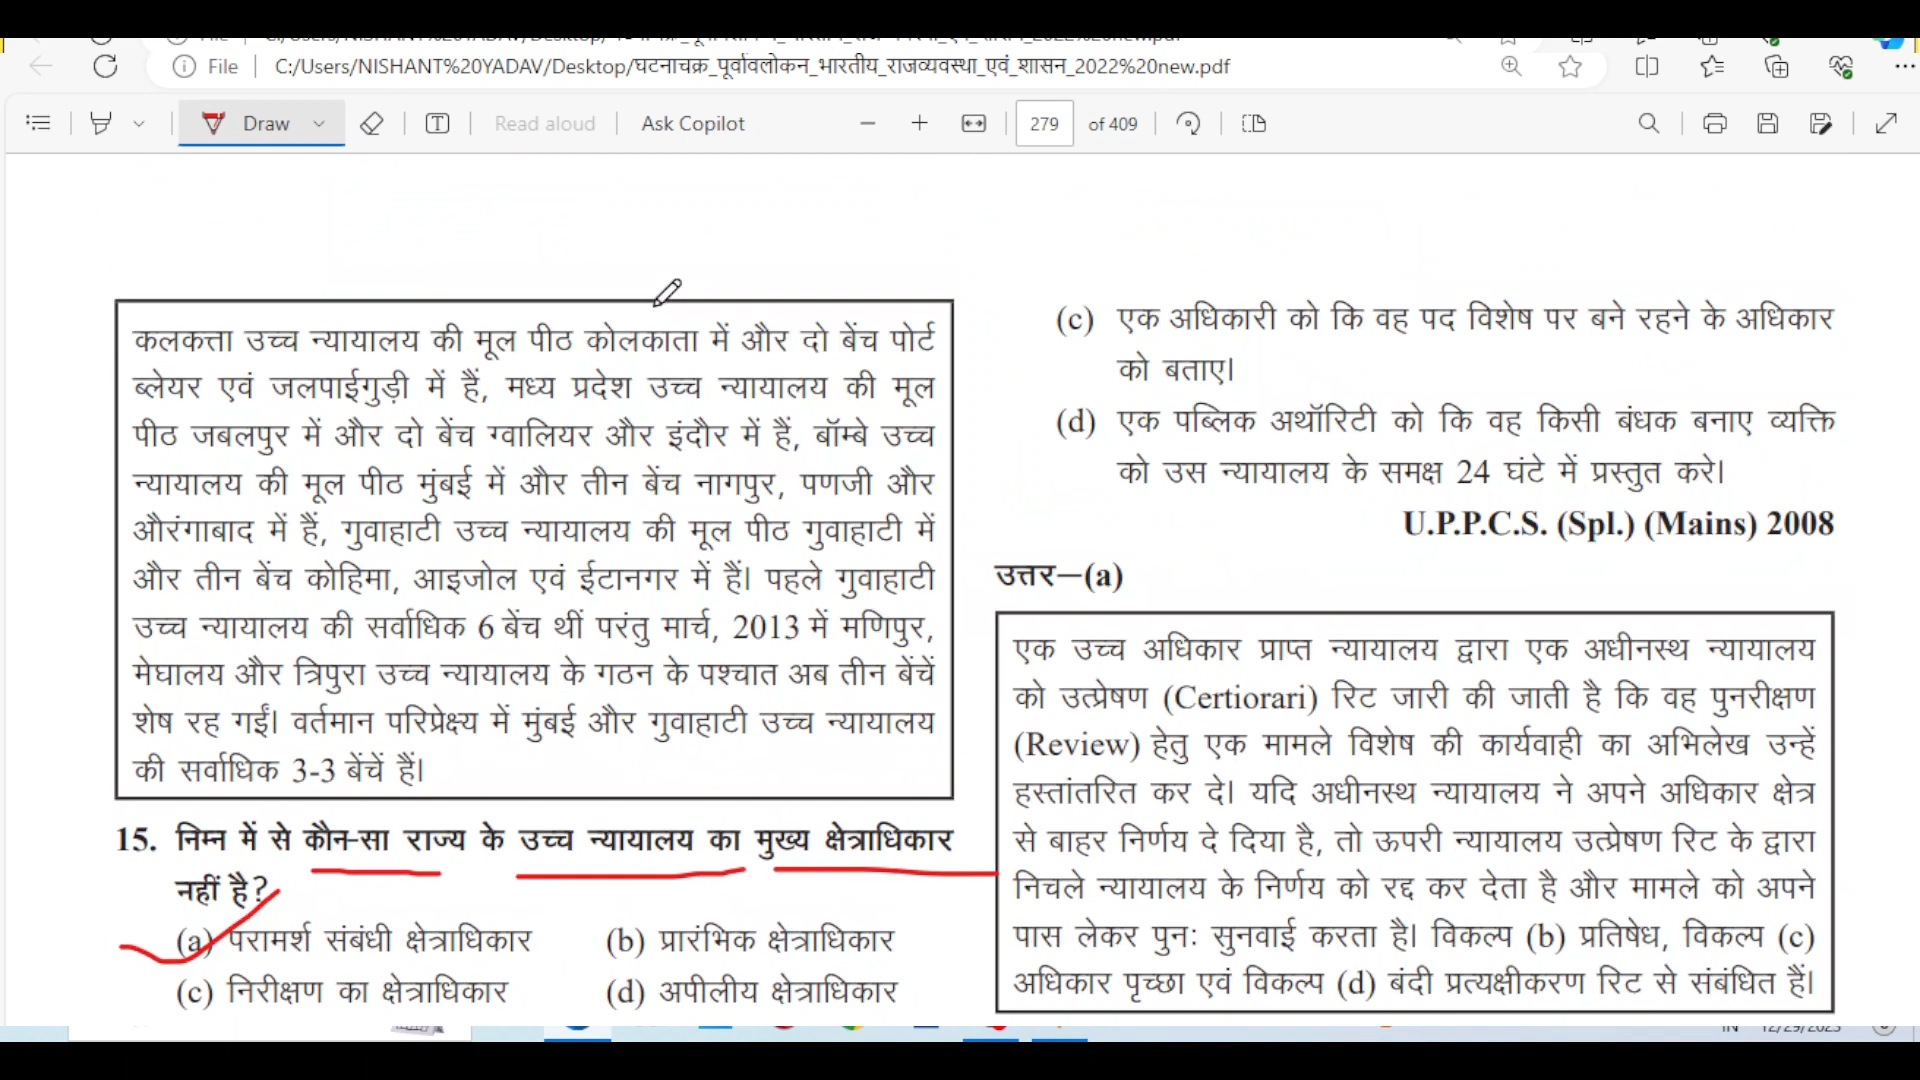 File
C:/Users/NISHANT%20YADAV/Desktop/घटनाचक्र_पूर्वावलोकन_भारतीय_राजव्यवस्था_एवं_शासन_2022%20new.pdf
Draw
Read aloud
Ask Copilot
279
of 409
कलकत्ता उच्च न्यायालय की मूल पीठ कोलकाता में और दो बेंच पोर्ट
ब्लेयर एवं जलपाईगुड़ी में हैं, मध्य प्रदेश उच्च न्यायालय की मूल
पीठ जबलपुर में और दो बेंच ग्वालियर और इंदौर में हैं, बॉम्बे उच्च
न्यायालय की मूल पीठ मुंबई में और तीन बेंच नागपुर, पणजी और
औरंगाबाद में हैं, गुवाहाटी उच्च न्यायालय की मूल पीठ गुवाहाटी में
और तीन बेंच कोहिमा, आइजोल एवं ईटानगर में हैं। पहले गुवाहाटी
उच्च न्यायालय की सर्वाधिक 6 बेंच थीं परंतु मार्च, 2013 में मणिपुर,
मेघालय और त्रिपुरा उच्च न्यायालय के गठन के पश्चात अब तीन बेंचें
शेष रह गईं। वर्तमान परिप्रेक्ष्य में मुंबई और गुवाहाटी उच्च न्यायालय
की सर्वाधिक 3-3 बेंचें हैं।
15. निम्न में से कौन-सा राज्य के उच्च न्यायालय का मुख्य क्षेत्राधिकार
नहीं है?
(a) परामर्श संबंधी क्षेत्राधिकार (b) प्रारंभिक क्षेत्राधिकार
(c) निरीक्षण का क्षेत्राधिकार (d) अपीलीय क्षेत्राधिकार
(c) एक अधिकारी को कि वह पद विशेष पर बने रहने के अधिकार
को बताए।
(d) एक पब्लिक अथॉरिटी को कि वह किसी बंधक बनाए व्यक्ति
को उस न्यायालय के समक्ष 24 घंटे में प्रस्तुत करे।
U.P.P.C.S. (Spl.) (Mains) 2008
उत्तर—(a)
एक उच्च अधिकार प्राप्त न्यायालय द्वारा एक अधीनस्थ न्यायालय
को उत्प्रेषण (Certiorari) रिट जारी की जाती है कि वह पुनरीक्षण
(Review) हेतु एक मामले विशेष की कार्यवाही का अभिलेख उन्हें
हस्तांतरित कर दे। यदि अधीनस्थ न्यायालय ने अपने अधिकार क्षेत्र
से बाहर निर्णय दे दिया है, तो ऊपरी न्यायालय उत्प्रेषण रिट के द्वारा
निचले न्यायालय के निर्णय को रद्द कर देता है और मामले को अपने
पास लेकर पुनः सुनवाई करता है। विकल्प (b) प्रतिषेध, विकल्प (c)
अधिकार पृच्छा एवं विकल्प (d) बंदी प्रत्यक्षीकरण रिट से संबंधित हैं।
IN 12/29/2023